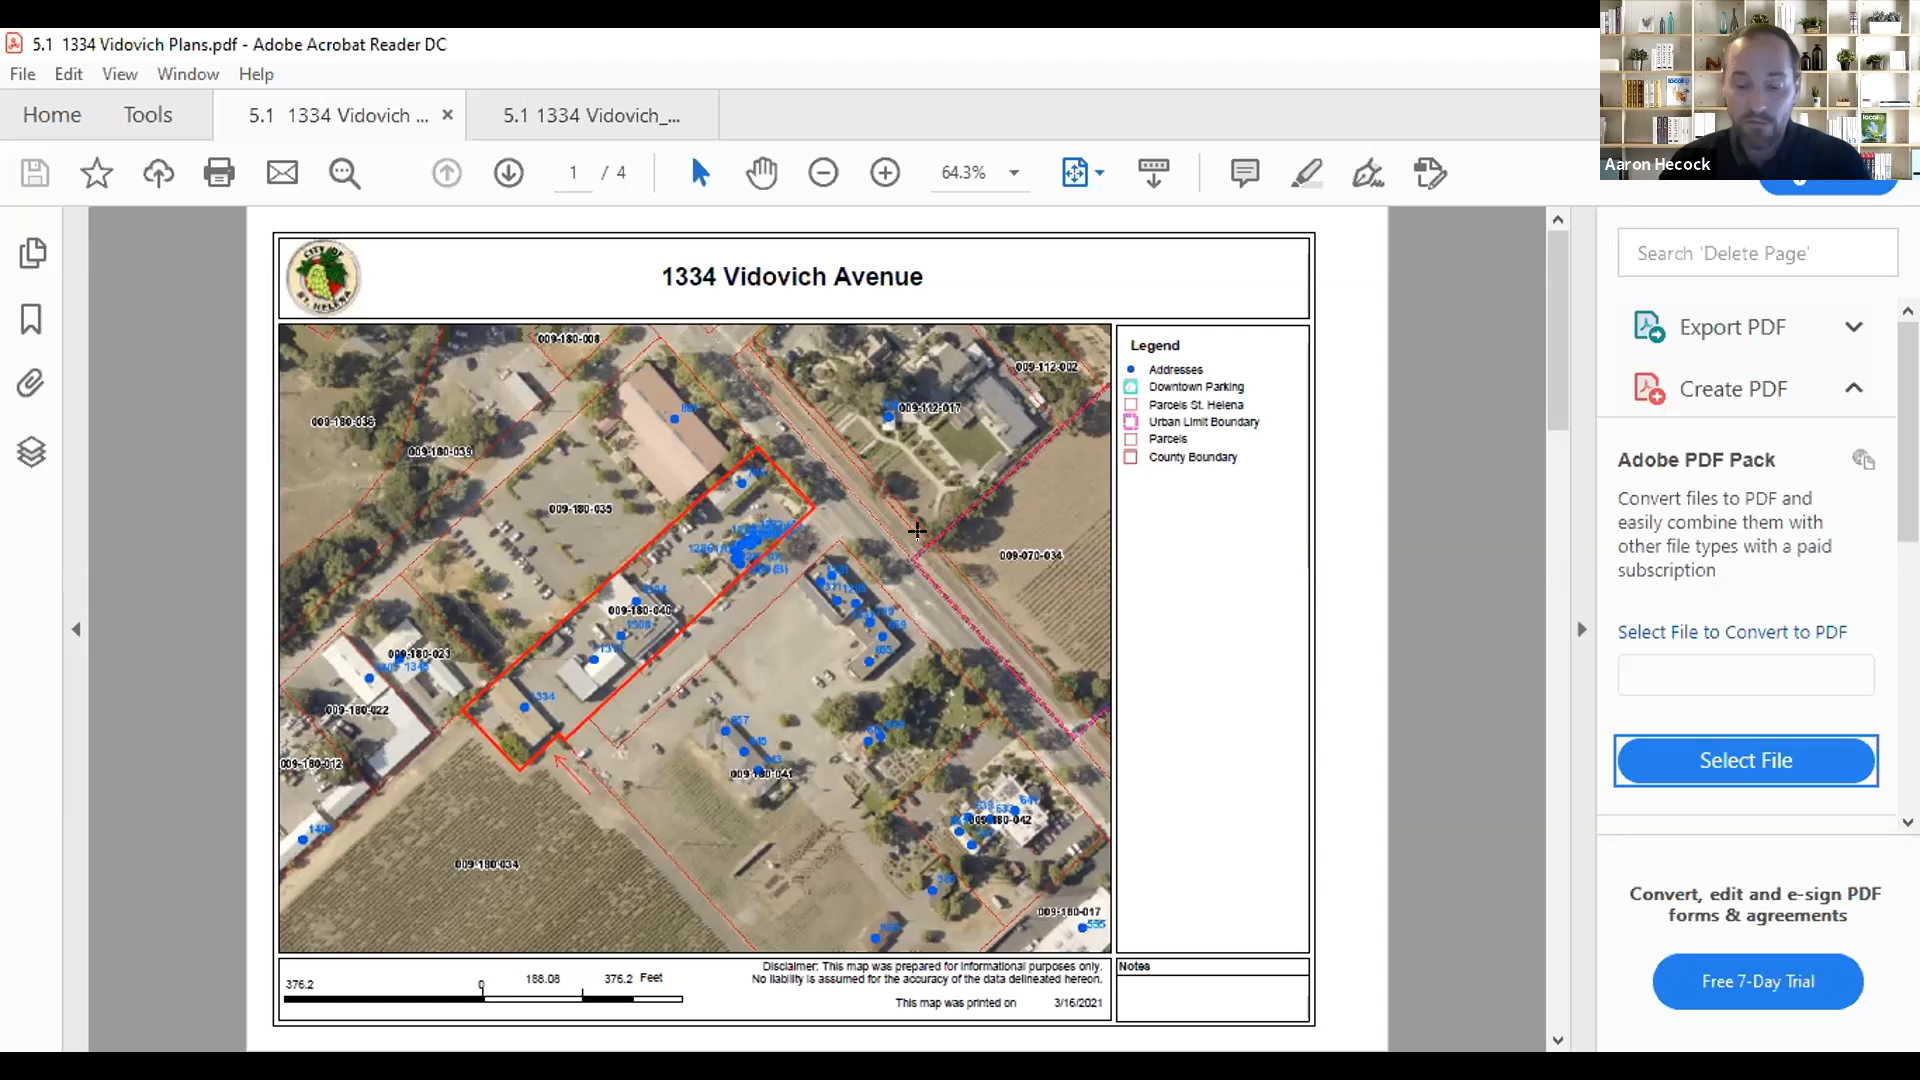 5.1 1334 Vidovich Plans.pdf - Adobe Acrobat Reader DC
File Edit View Window Help
Home Tools 5.1 1334 Vidovich ... × 5.1 1334 Vidovich_...
1 / 4 64.3%
Aaron Hecock
CITY OF
ST. HELENA
1334 Vidovich Avenue
009-180-008
009-112-002
009-180-036
009-112-017
009-180-039
009-180-035
009-070-034
009-180-040
1308
009-180-023
1334
009-180-022
009-180-012
009-180-041
009-180-042
009-180-034
009-180-017
555
Legend
Addresses
Downtown Parking
Parcels St. Helena
Urban Limit Boundary
Parcels
County Boundary
376.2 0 188.08 376.2 Feet
Disclaimer: This map was prepared for informational purposes only.
No liability is assumed for the accuracy of the data delineated hereon.
This map was printed on 3/16/2021
Notes
Search 'Delete Page'
Export PDF
Create PDF
Adobe PDF Pack
Convert files to PDF and
easily combine them with
other file types with a paid
subscription
Select File to Convert to PDF
Select File
Convert, edit and e-sign PDF
forms & agreements
Free 7-Day Trial